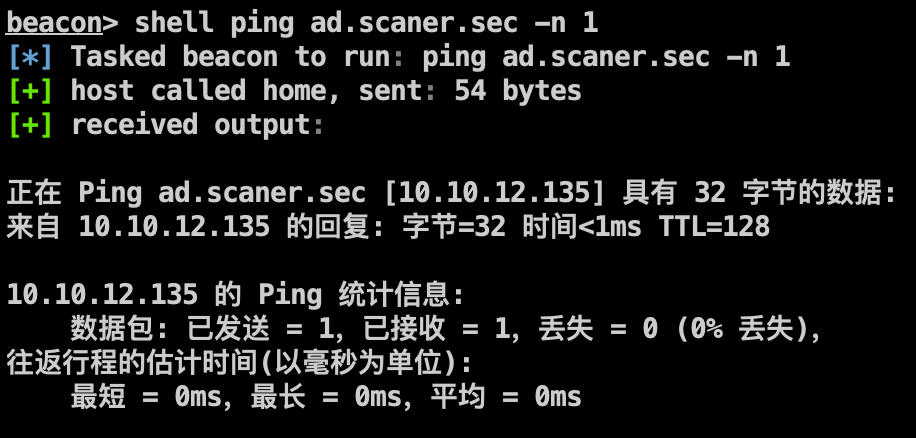 beacon> shell ping ad.scaner.sec -n 1
[*] Tasked beacon to run: ping ad.scaner.sec -n 1
[+] host called home, sent: 54 bytes
[+] received output:
正在 Ping ad.scaner.sec [10.10.12.135] 具有 32 字节的数据:
来自 10.10.12.135 的回复: 字节=32 时间<1ms TTL=128
10.10.12.135 的 Ping 统计信息:
数据包: 已发送 = 1，已接收 = 1，丢失 = 0 (0% 丢失)，
往返行程的估计时间(以毫秒为单位):
最短 = 0ms，最长 = 0ms，平均 = 0ms